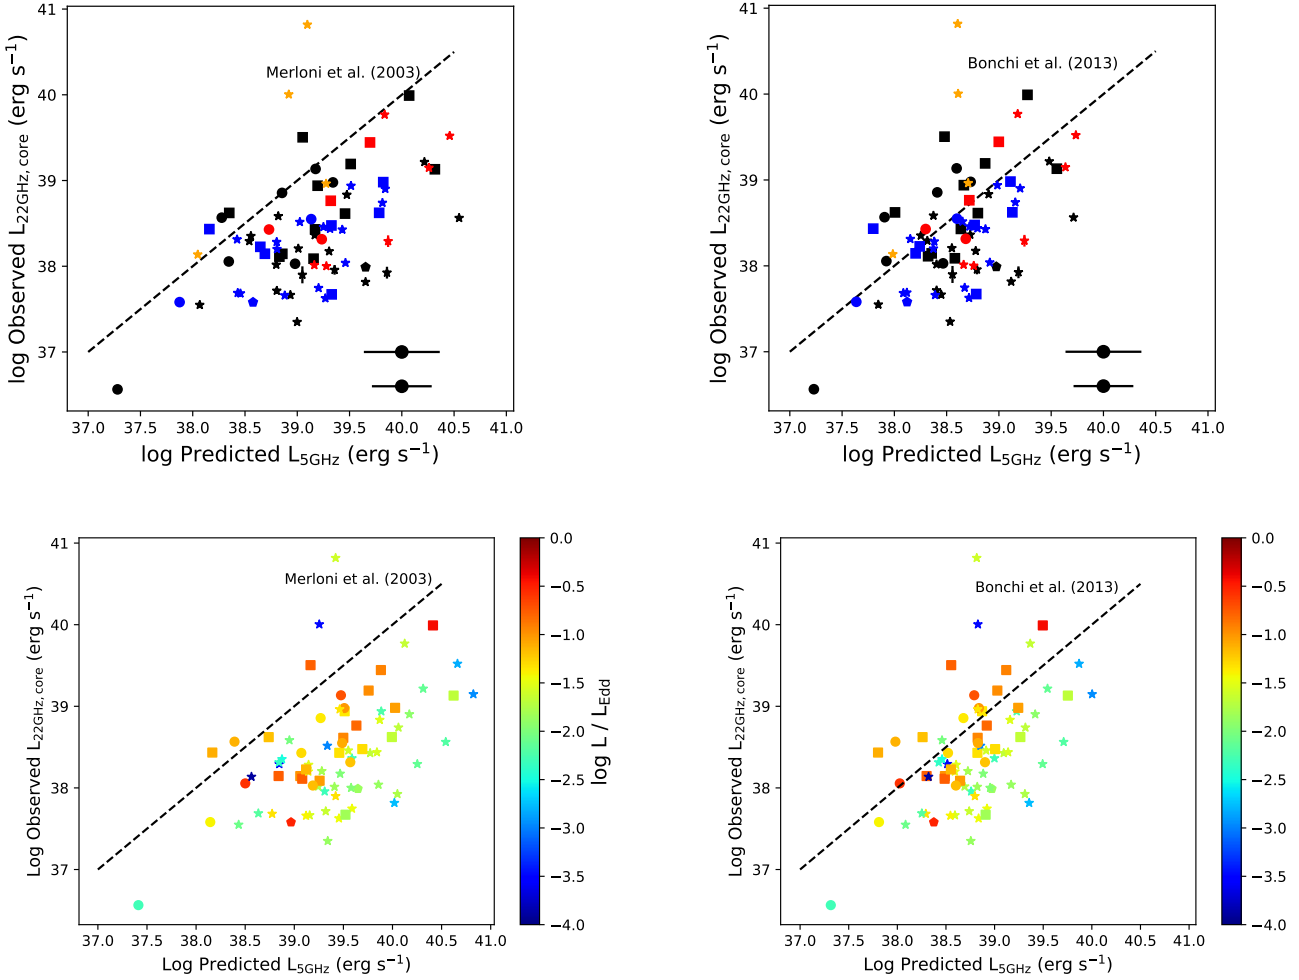 41
40
39
38
37
log Observed L22GHz, core (erg s−1)
Merloni et al. (2003)
37.0 37.5 38.0 38.5 39.0 39.5 40.0 40.5 41.0
log Predicted L5GHz (erg s−1)
41
40
39
38
37
log Observed L22GHz, core (erg s−1)
Bonchi et al. (2013)
37.0 37.5 38.0 38.5 39.0 39.5 40.0 40.5 41.0
log Predicted L5GHz (erg s−1)
41
40
39
38
37
Log Observed L22GHz, core (erg s−1)
Merloni et al. (2003)
37.0 37.5 38.0 38.5 39.0 39.5 40.0 40.5 41.0
Log Predicted L5GHz (erg s−1)
0.0
−0.5
−1.0
−1.5
−2.0
−2.5
−3.0
−3.5
−4.0
log L / LEdd
41
40
39
38
37
Log Observed L22GHz, core (erg s−1)
Bonchi et al. (2013)
37.0 37.5 38.0 38.5 39.0 39.5 40.0 40.5 41.0
Log Predicted L5GHz (erg s−1)
0.0
−0.5
−1.0
−1.5
−2.0
−2.5
−3.0
−3.5
−4.0